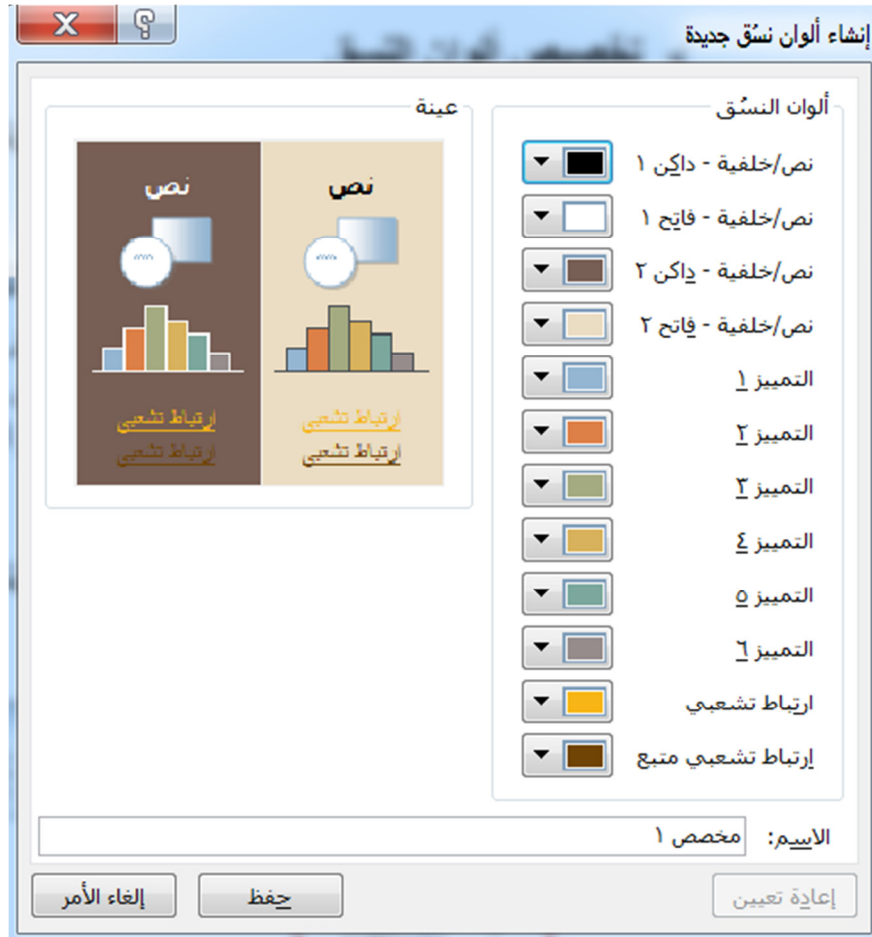 إنشاء ألوان نسُق جديدة
ألوان النسُق
نص/خلفية - داكن ١
نص/خلفية - فاتح ١
نص/خلفية - داكن ٢
نص/خلفية - فاتح ٢
التمييز ١
التمييز ٢
التمييز ٣
التمييز ٤
التمييز ٥
التمييز ٦
ارتباط تشعبي
إرتباط تشعبي متبع
عينة
نص
نص
ارتباط تشعبي
ارتباط تشعبي
ارتباط تشعبي
ارتباط تشعبي
الاسم: مخصص ١
إعادة تعيين
حفظ
إلغاء الأمر